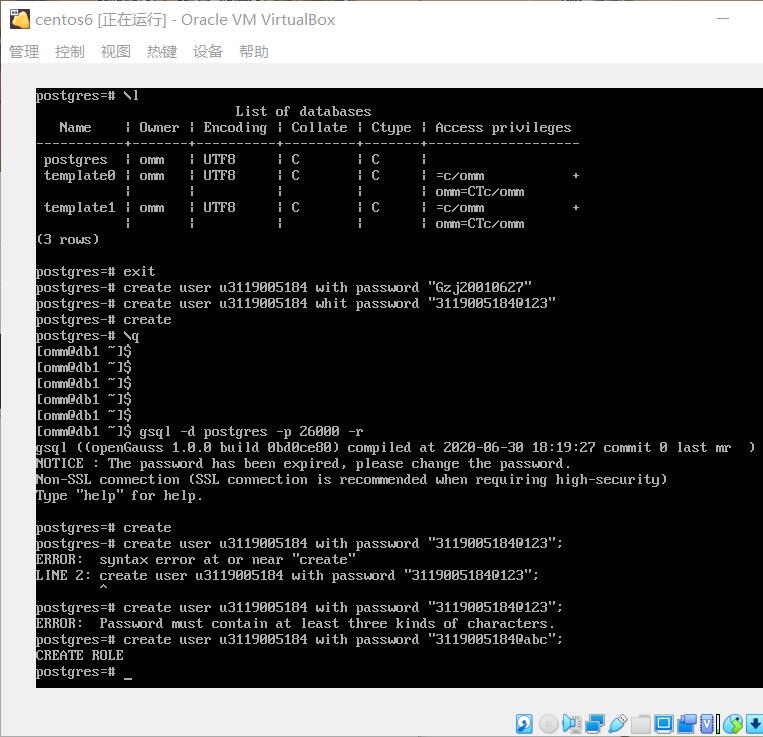 centos6 [正在运行] - Oracle VM VirtualBox
管理 控制 视图 热键 设备 帮助
postgres=# \l
List of databases
Name | Owner | Encoding | Collate | Ctype | Access privileges
-----------+-------+----------+---------+-------+-------------------
postgres | omm | UTF8 | C | C |
template0 | omm | UTF8 | C | C | =c/omm +
| | | | | omm=CTc/omm
template1 | omm | UTF8 | C | C | =c/omm +
| | | | | omm=CTc/omm
(3 rows)
postgres=# exit
postgres-# create user u3119005184 with password "Gzj20010627"
postgres-# create user u3119005184 whit password "3119005184@123"
postgres-# create
postgres-# \q
[omm@db1 ~]$
[omm@db1 ~]$
[omm@db1 ~]$
[omm@db1 ~]$
[omm@db1 ~]$
[omm@db1 ~]$ gsql -d postgres -p 26000 -r
gsql ((openGauss 1.0.0 build 0bd0ce80) compiled at 2020-06-30 18:19:27 commit 0 last mr  )
NOTICE : The password has been expired, please change the password.
Non-SSL connection (SSL connection is recommended when requiring high-security)
Type "help" for help.
postgres=# create
postgres-# create user u3119005184 with password "3119005184@123";
ERROR:  syntax error at or near "create"
LINE 2: create user u3119005184 with password "3119005184@123";
^
postgres=# create user u3119005184 with password "3119005184@123";
ERROR:  Password must contain at least three kinds of characters.
postgres=# create user u3119005184 with password "3119005184@abc";
CREATE ROLE
postgres=# _